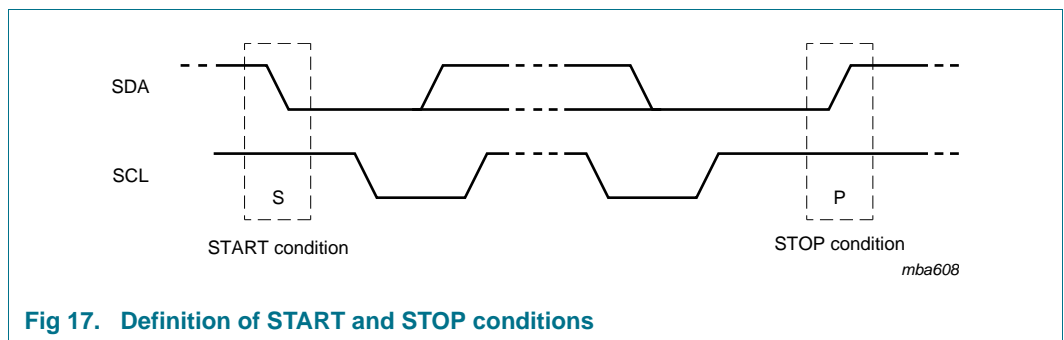 SDA
SCL
S
P
START condition
STOP condition
mba608
Fig 17. Definition of START and STOP conditions